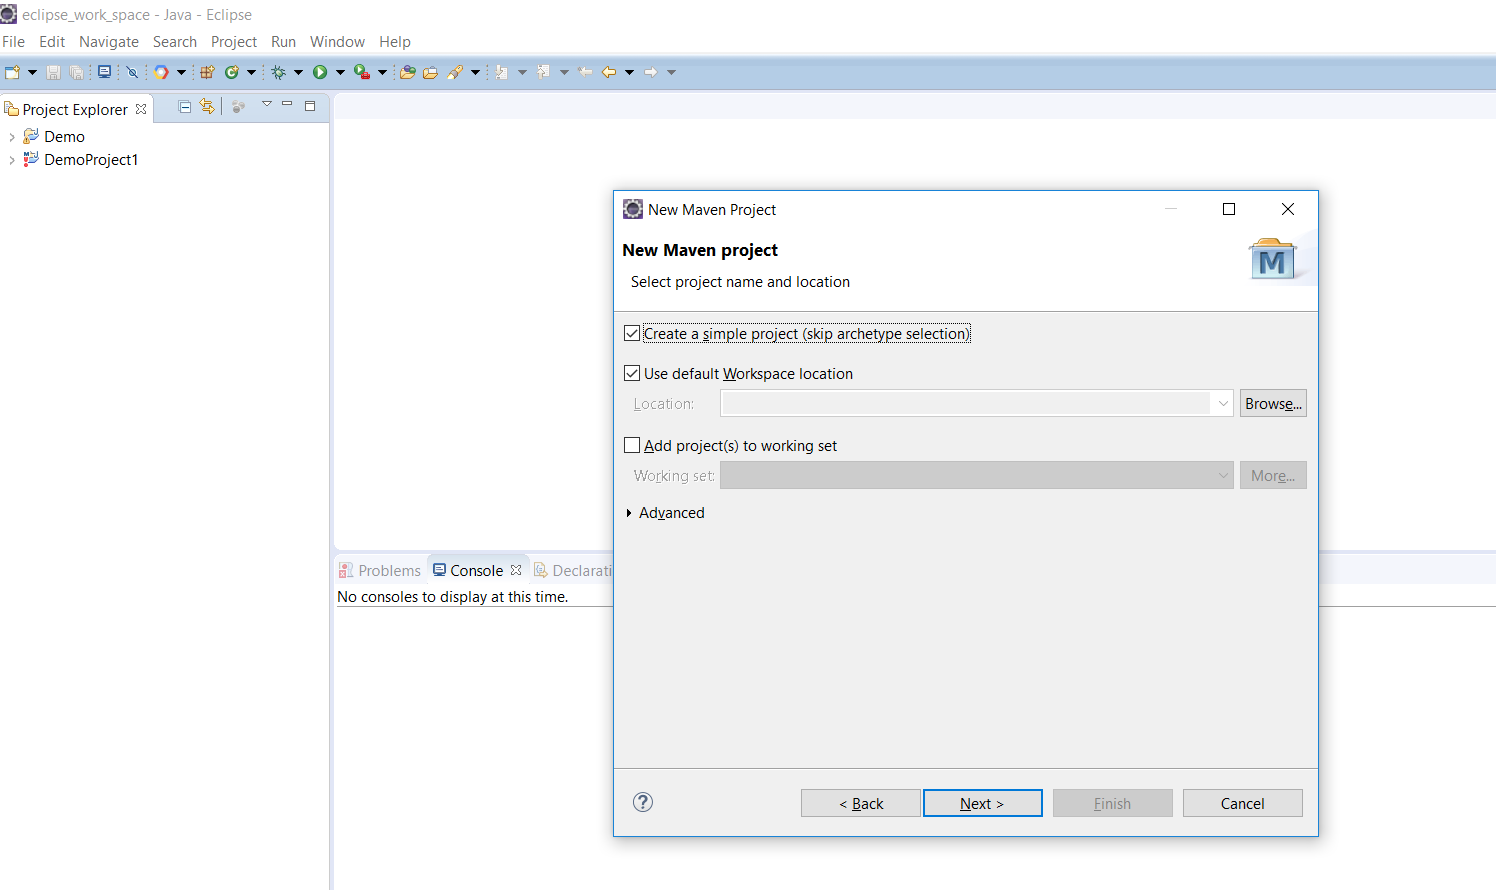 eclipse_work_space - Java - Eclipse
File Edit Navigate Search Project Run Window Help
Project Explorer
Demo
DemoProject1
New Maven Project
New Maven project
Select project name and location
M
Create a simple project (skip archetype selection)
Use default Workspace location
Location:
Browse...
Add project(s) to working set
Working set:
More...
Advanced
Problems Console Declarati
No consoles to display at this time.
? < Back Next > Finish Cancel